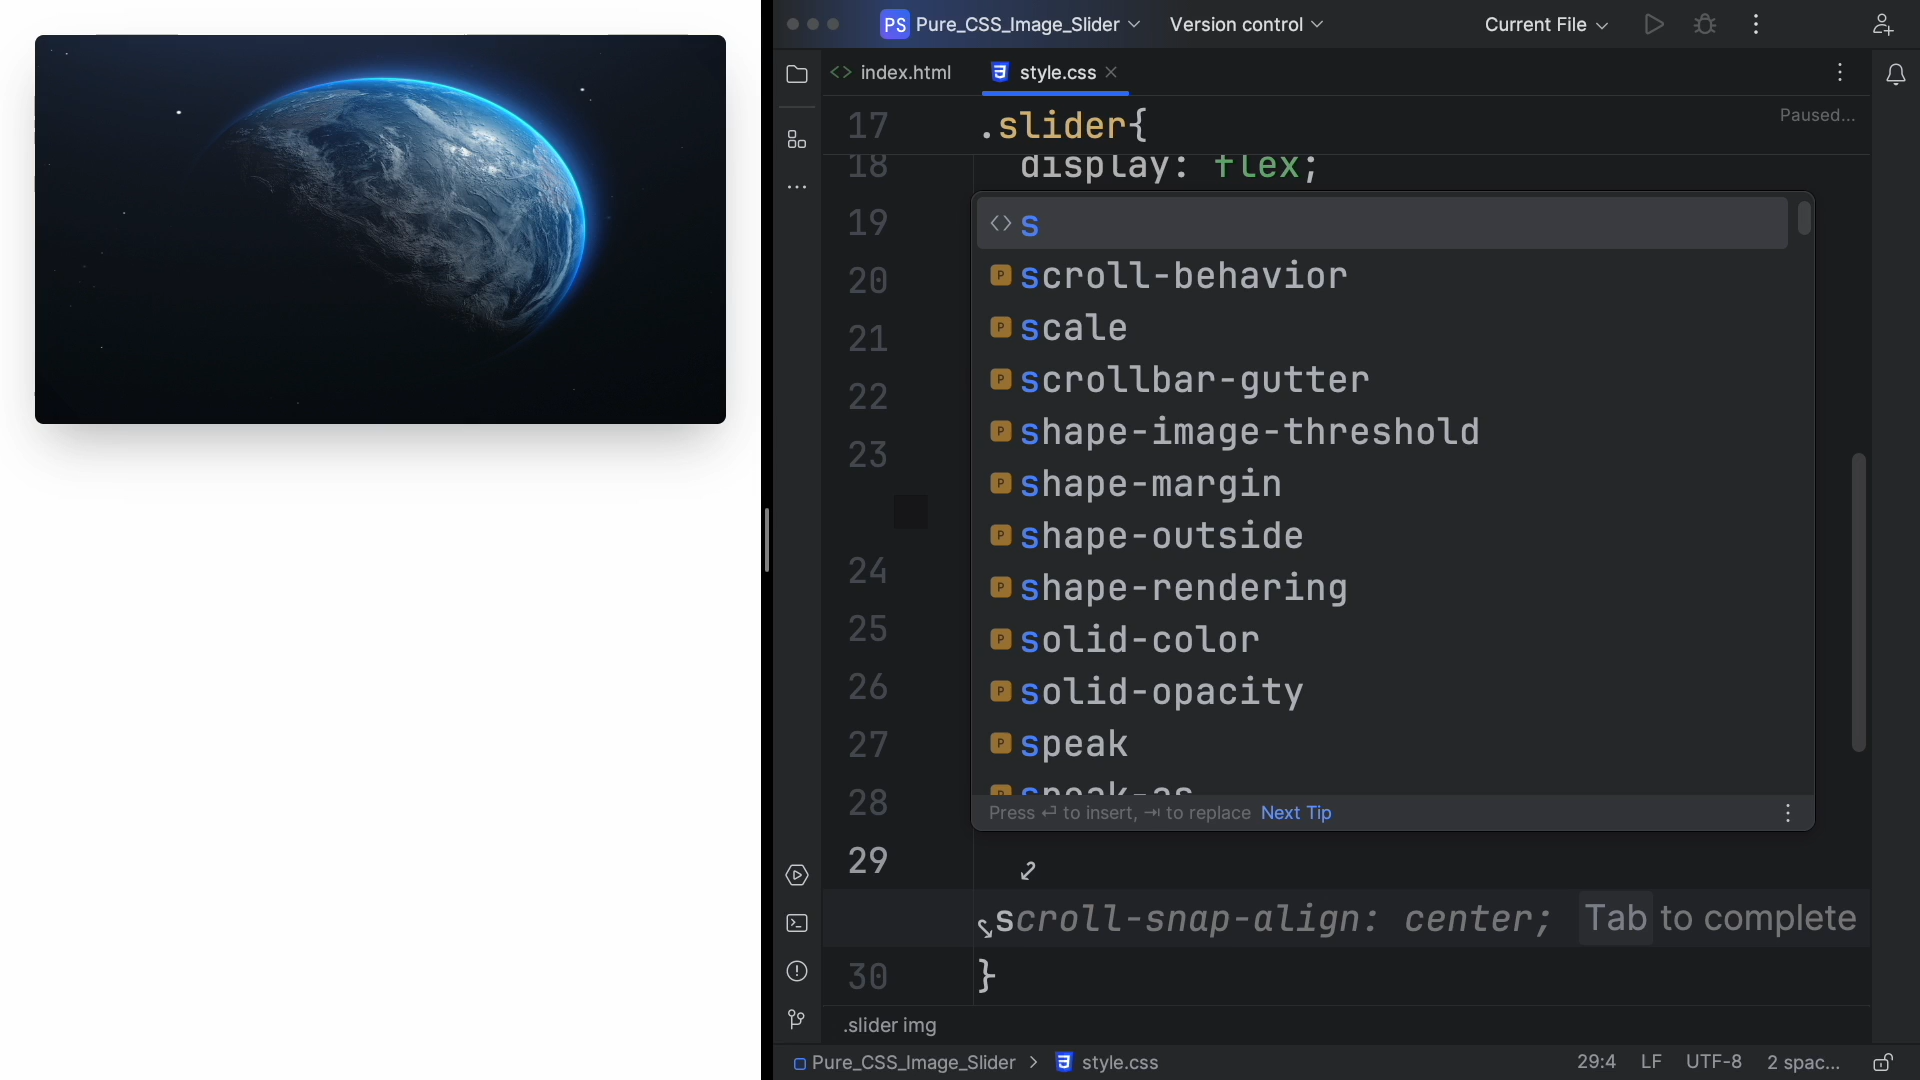 PS Pure_CSS_Image_Slider Version control Current File
index.html style.css
Paused...
17 .slider{
18 display: flex;
19
20
21
22
23
24
25
26
27
28
29
30 }
s
scroll-behavior
scale
scrollbar-gutter
shape-image-threshold
shape-margin
shape-outside
shape-rendering
solid-color
solid-opacity
speak
speak-as
Press ↵ to insert, ⇥ to replace Next Tip
scroll-snap-align: center; Tab to complete
.slider img
Pure_CSS_Image_Slider > style.css 29:4 LF UTF-8 2 spac...